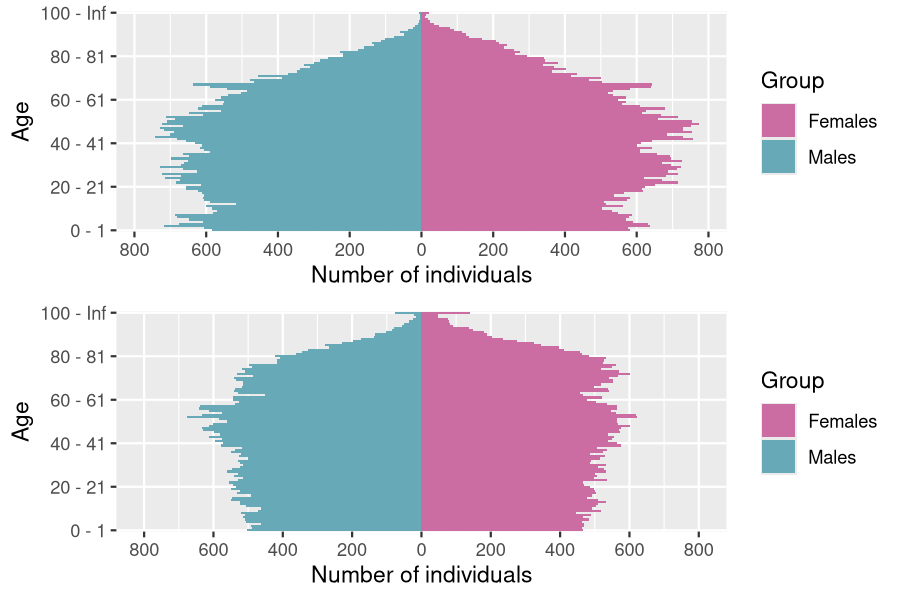 100 - Inf
80 - 81
60 - 61
40 - 41
20 - 21
0 - 1
Age
800 600 400 200 0 200 400 600 800
Number of individuals
Group
Females
Males
100 - Inf
80 - 81
60 - 61
40 - 41
20 - 21
0 - 1
Age
800 600 400 200 0 200 400 600 800
Number of individuals
Group
Females
Males